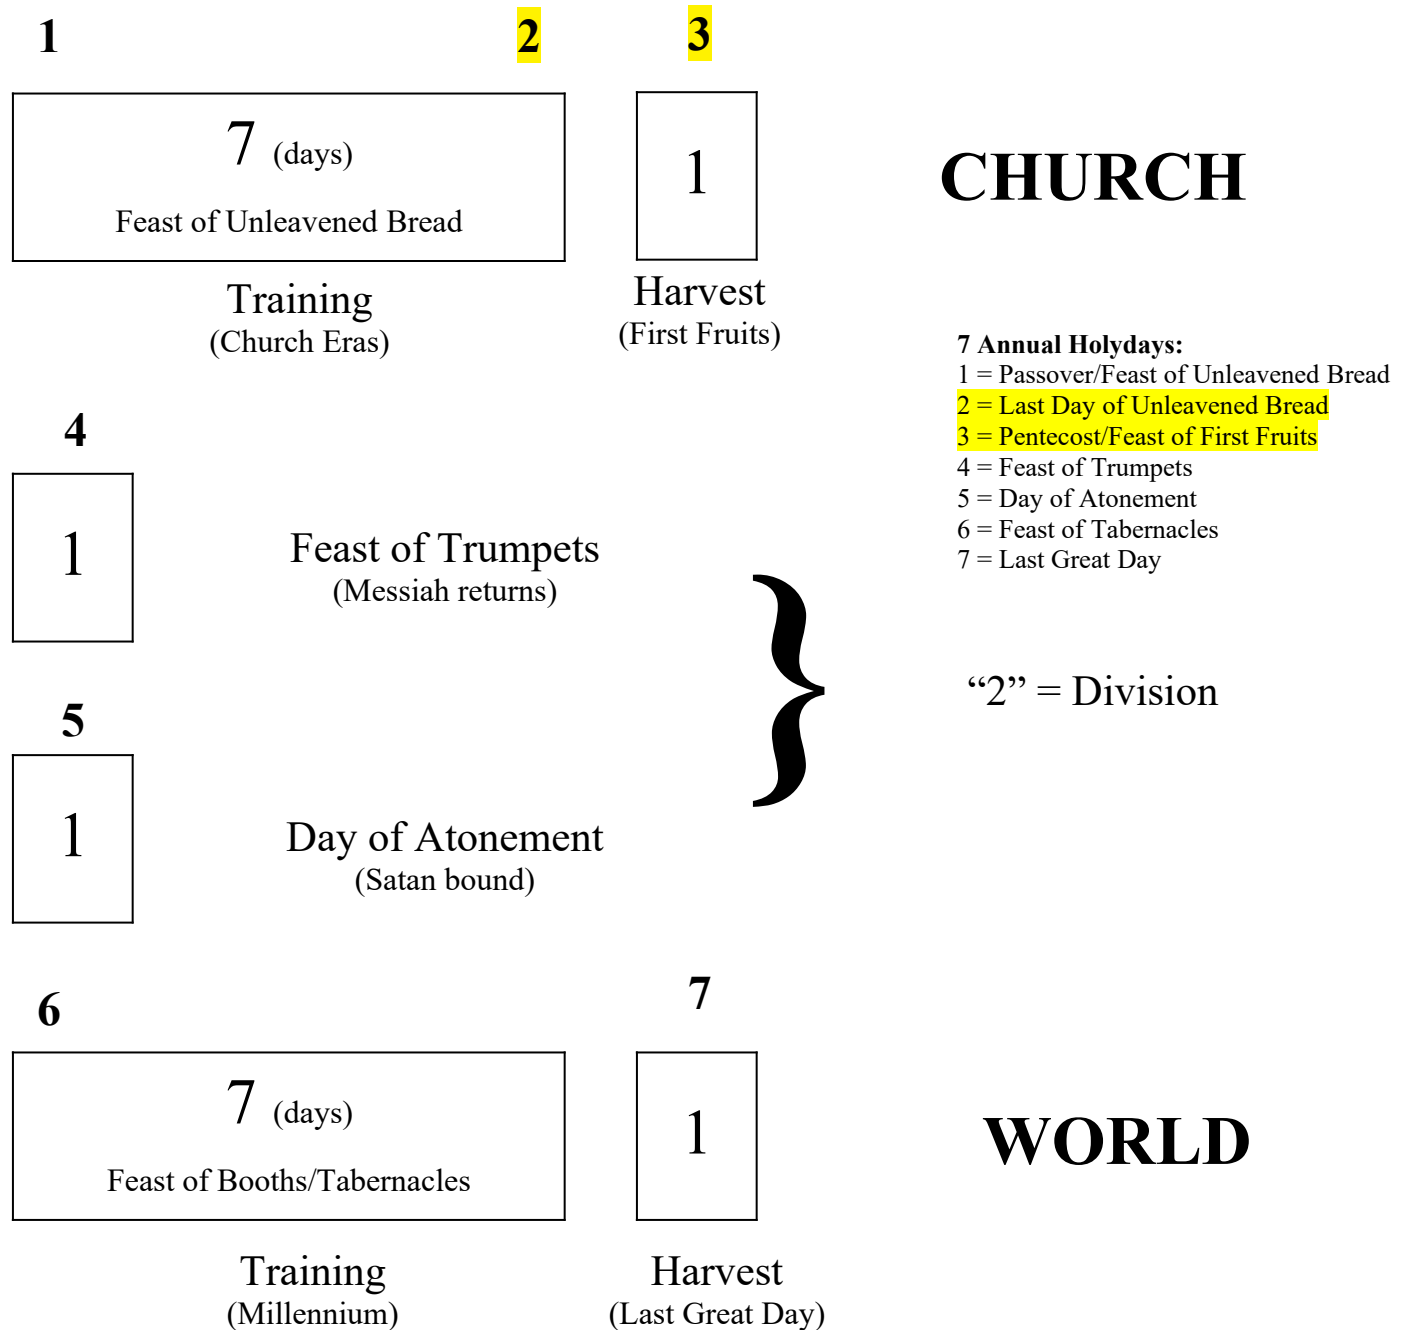 1
2
3
7 (days)
Feast of Unleavened Bread
1
CHURCH
Training
(Church Eras)
Harvest
(First Fruits)
7 Annual Holydays:
1 = Passover/Feast of Unleavened Bread
2 = Last Day of Unleavened Bread
3 = Pentecost/Feast of First Fruits
4 = Feast of Trumpets
5 = Day of Atonement
6 = Feast of Tabernacles
7 = Last Great Day
4
1
Feast of Trumpets
(Messiah returns)
}
“2” = Division
5
1
Day of Atonement
(Satan bound)
6
7
7 (days)
Feast of Booths/Tabernacles
1
WORLD
Training
(Millennium)
Harvest
(Last Great Day)